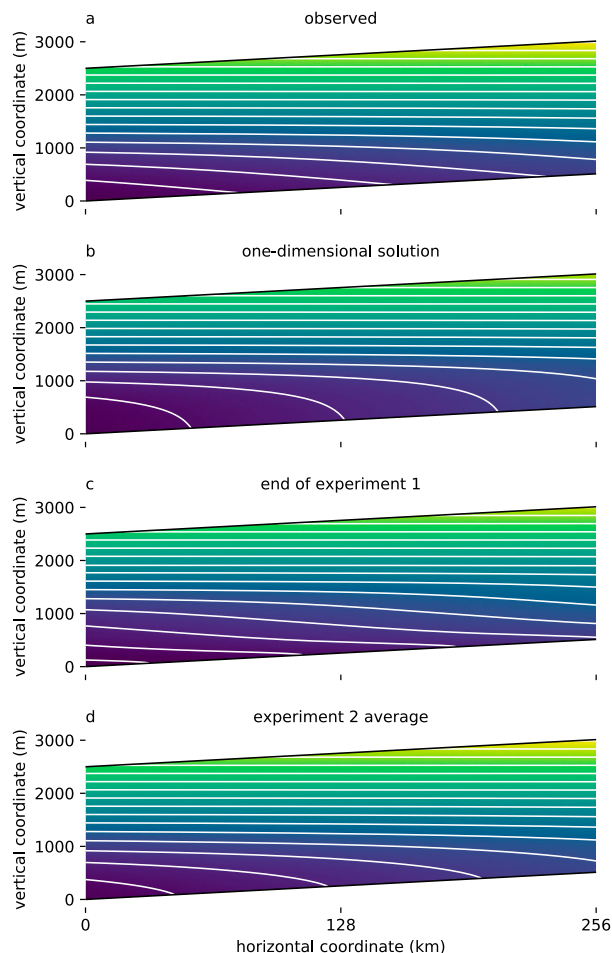 a observed
3000
2000
1000
0
vertical coordinate (m)
b one-dimensional solution
3000
2000
1000
0
vertical coordinate (m)
c end of experiment 1
3000
2000
1000
0
vertical coordinate (m)
d experiment 2 average
3000
2000
1000
0
vertical coordinate (m)
0 128 256
horizontal coordinate (km)